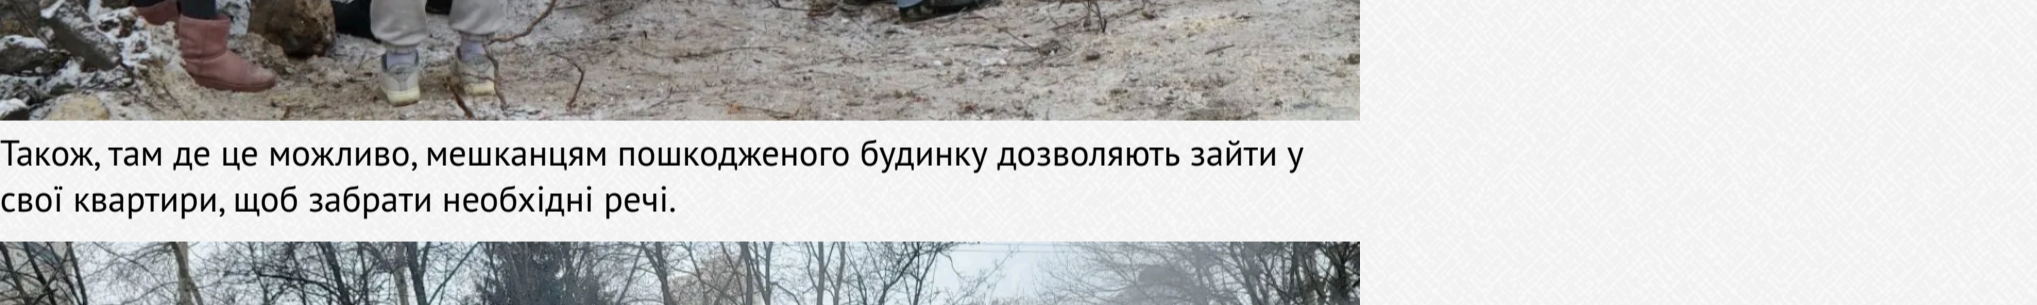 Також, там де це можливо, мешканцям пошкодженого будинку дозволяють зайти у
свої квартири, щоб забрати необхідні речі.